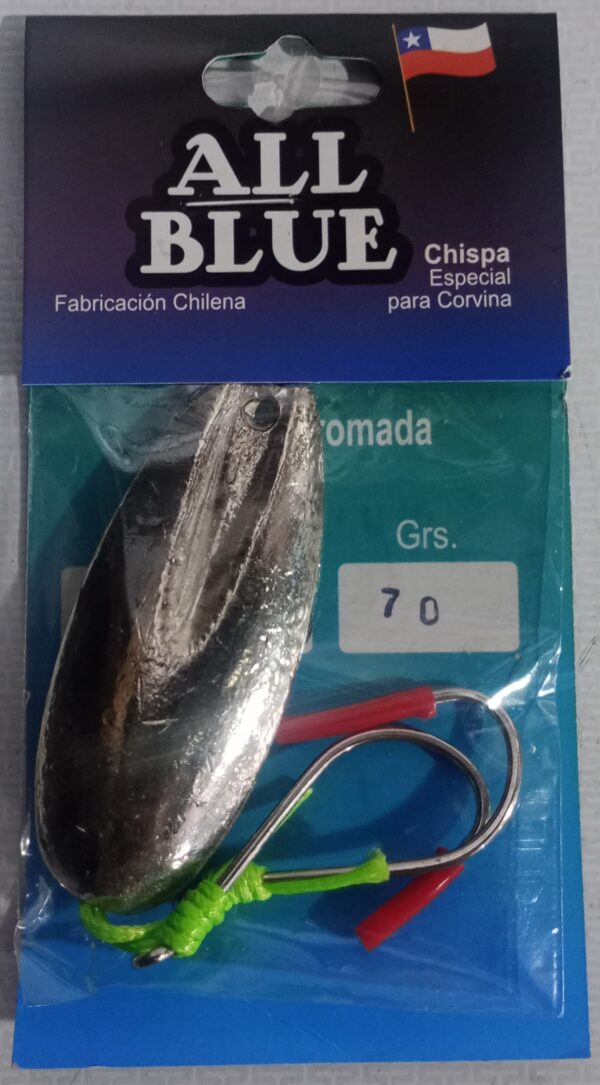 ALL
BLUE
Chispa
Especial
para Corvina
Fabricación Chilena
Grs.
70